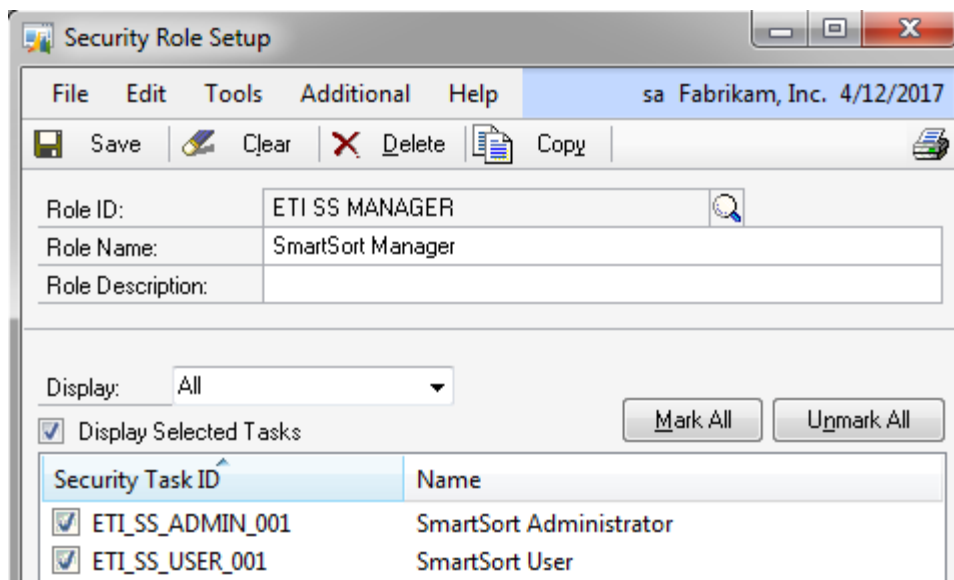 Security Role Setup
File Edit Tools Additional Help sa Fabrikam, Inc. 4/12/2017
Save Clear Delete Copy
Role ID: ETI SS MANAGER
Role Name: SmartSort Manager
Role Description:
Display: All
Display Selected Tasks Mark All Unmark All
Security Task ID Name
ETI_SS_ADMIN_001 SmartSort Administrator
ETI_SS_USER_001 SmartSort User